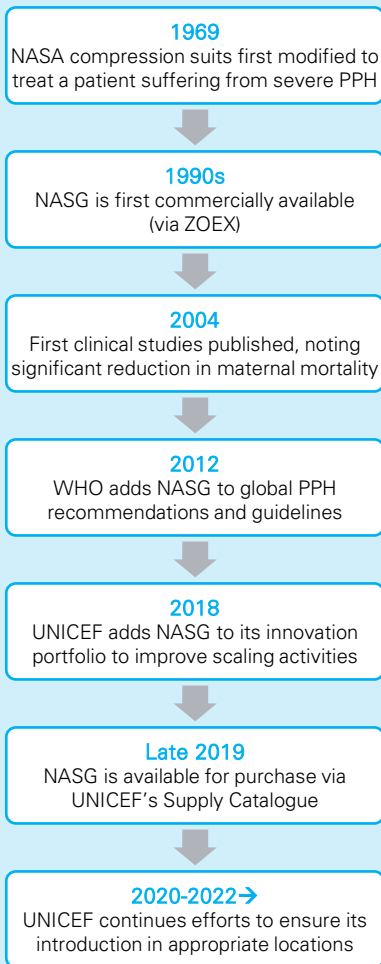 1969
NASA compression suits first modified to
treat a patient suffering from severe PPH
1990s
NASG is first commercially available
(via ZOEX)
2004
First clinical studies published, noting
significant reduction in maternal mortality
2012
WHO adds NASG to global PPH
recommendations and guidelines
2018
UNICEF adds NASG to its innovation
portfolio to improve scaling activities
Late 2019
NASG is available for purchase via
UNICEF's Supply Catalogue
2020-2022→
UNICEF continues efforts to ensure its
introduction in appropriate locations